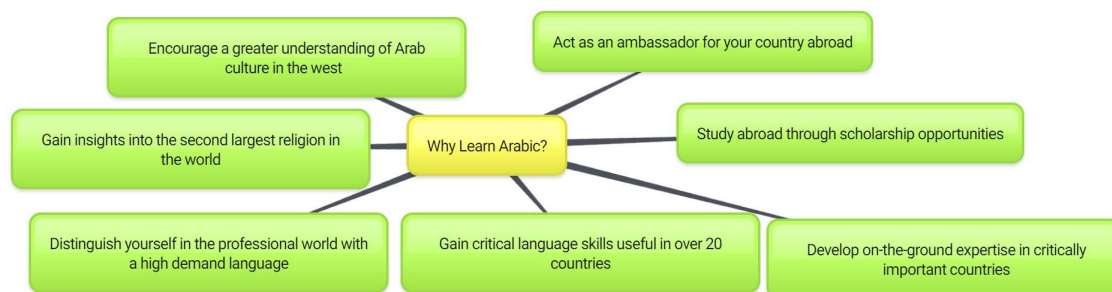 Encourage a greater understanding of Arab
culture in the west
Act as an ambassador for your country abroad
Gain insights into the second largest religion in
the world
Why Learn Arabic?
Study abroad through scholarship opportunities
Distinguish yourself in the professional world with
a high demand language
Gain critical language skills useful in over 20
countries
Develop on-the-ground expertise in critically
important countries